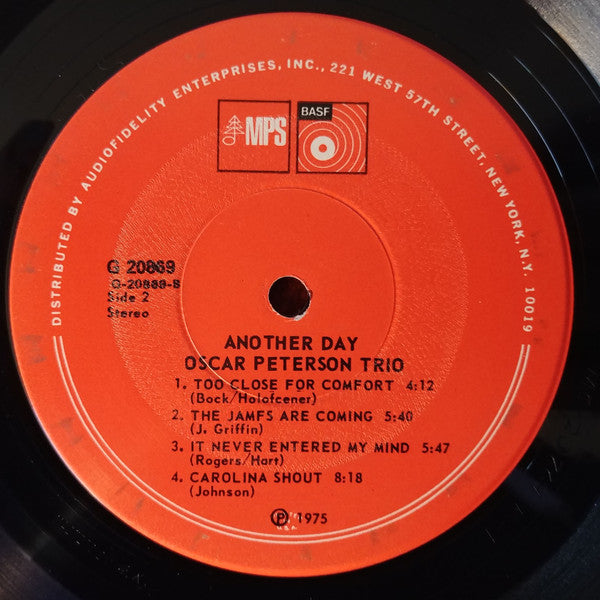 DISTRIBUTED BY AUDIOFIDELITY ENTERPRISES, INC., 221 WEST 57TH STREET, NEW YORK, N.Y. 10019
MPS
BASF
G 20869
G-20869-B
Side 2
Stereo
ANOTHER DAY
OSCAR PETERSON TRIO
1. TOO CLOSE FOR COMFORT 4:12
(Bock/Holofcener)
2. THE JAMFS ARE COMING 5:40
(J. Griffin)
3. IT NEVER ENTERED MY MIND 5:47
(Rogers/Hart)
4. CAROLINA SHOUT 8:18
(Johnson)
℗ 1975